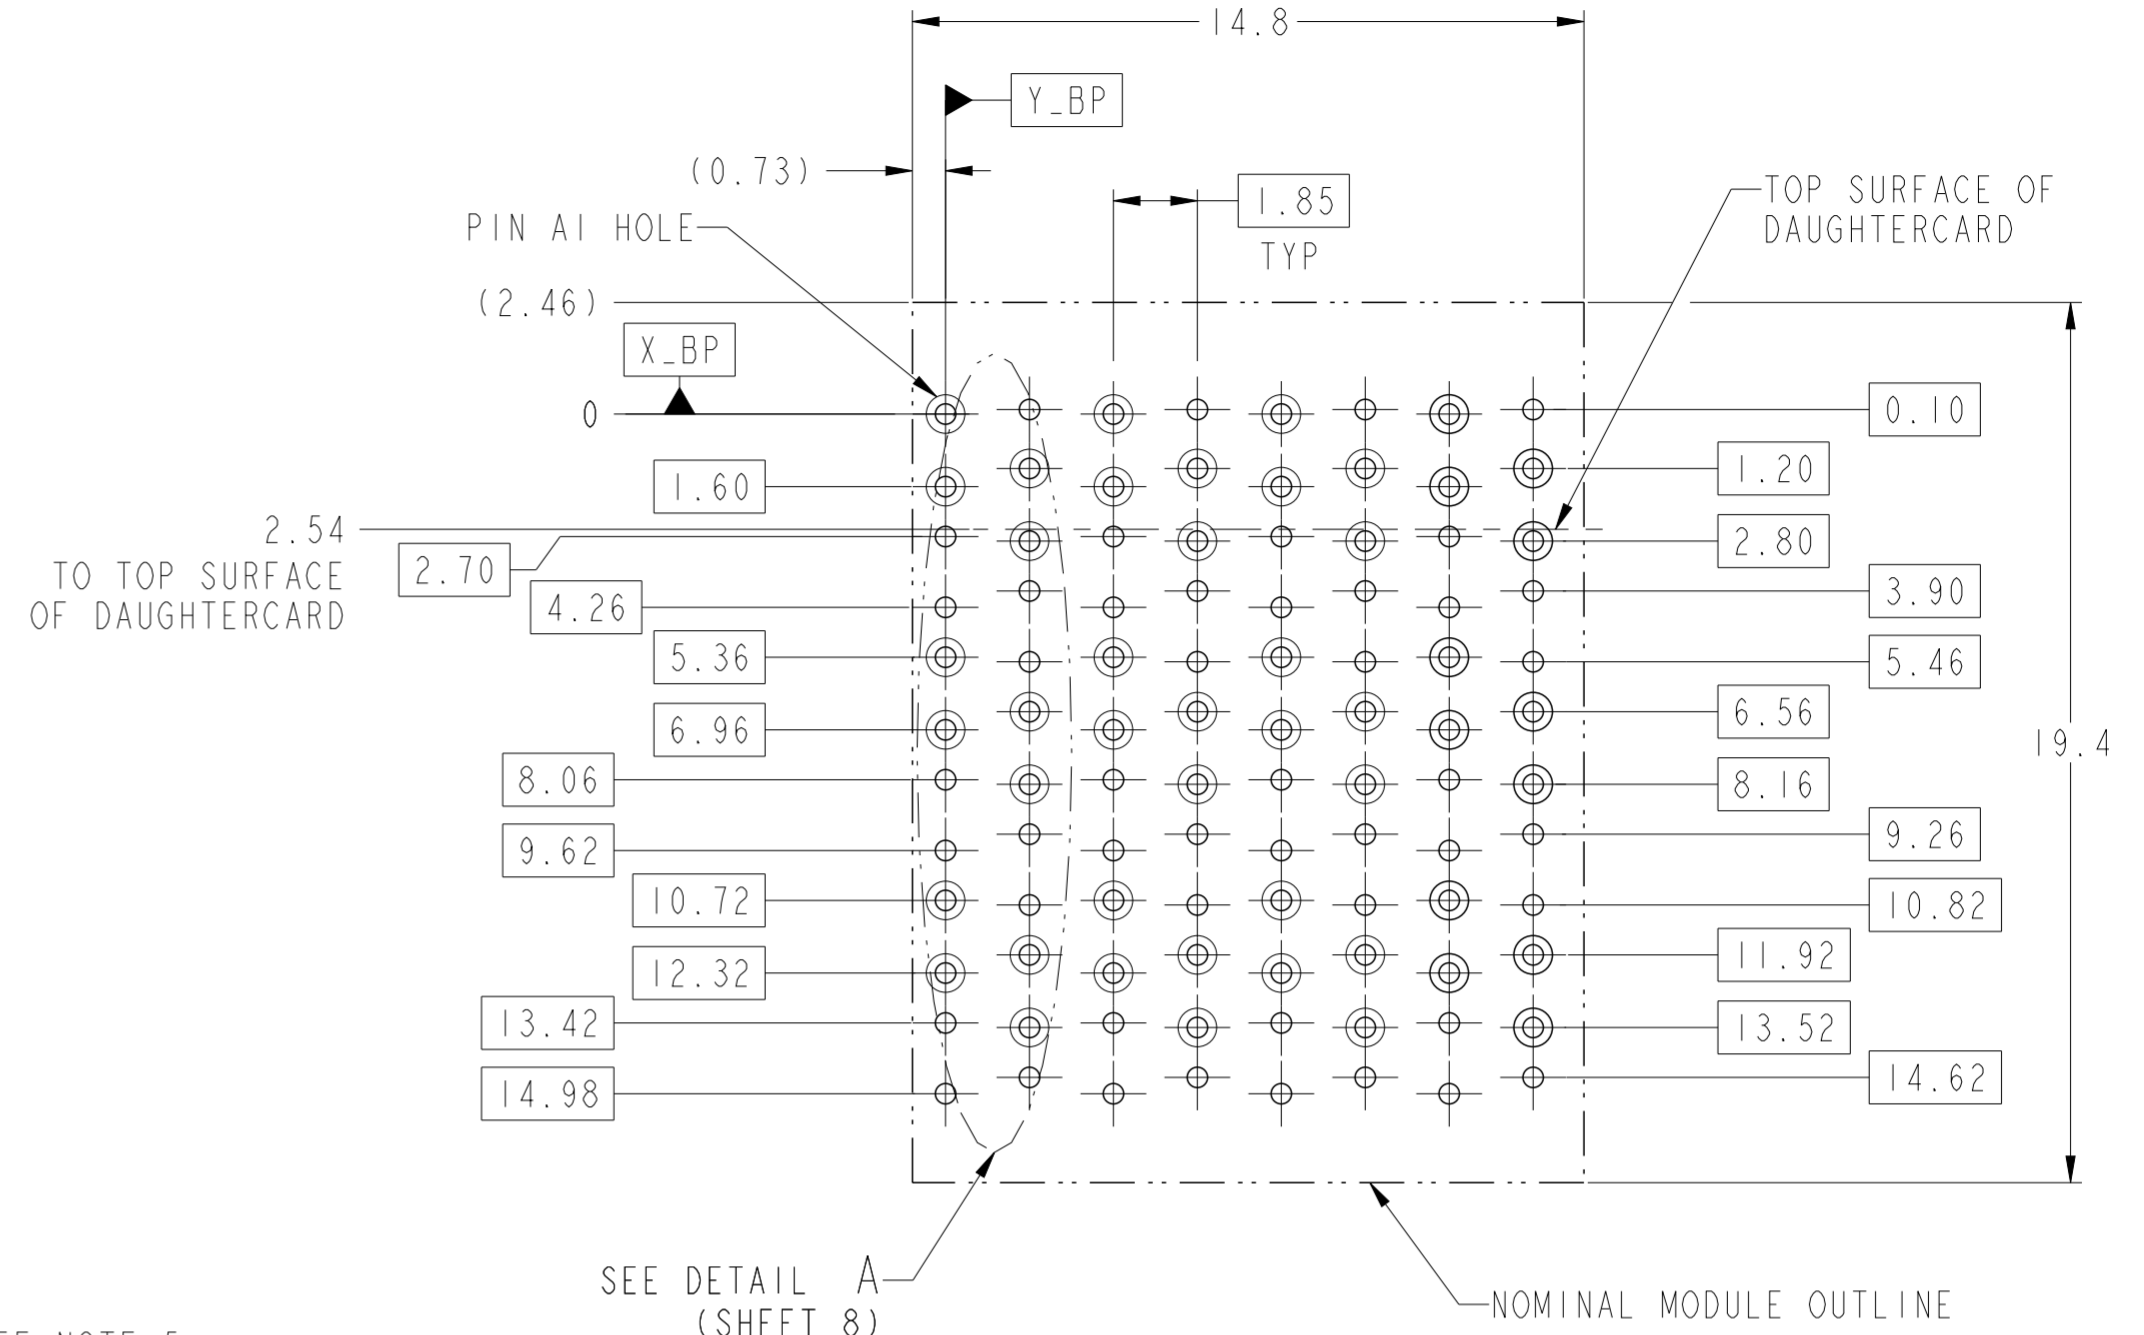 14.8
Y_BP
(0.73)
1.85
TYP
TOP SURFACE OF
DAUGHTERCARD
PIN A1 HOLE
(2.46)
X_BP
0
0.10
1.60
1.20
2.54
TO TOP SURFACE
OF DAUGHTERCARD
2.70
2.80
4.26
3.90
5.36
5.46
6.96
6.56
19.4
8.06
8.16
9.62
9.26
10.72
10.82
12.32
11.92
13.42
13.52
14.98
14.62
SEE DETAIL A
(SHEET 8)
NOMINAL MODULE OUTLINE
NOTE 5